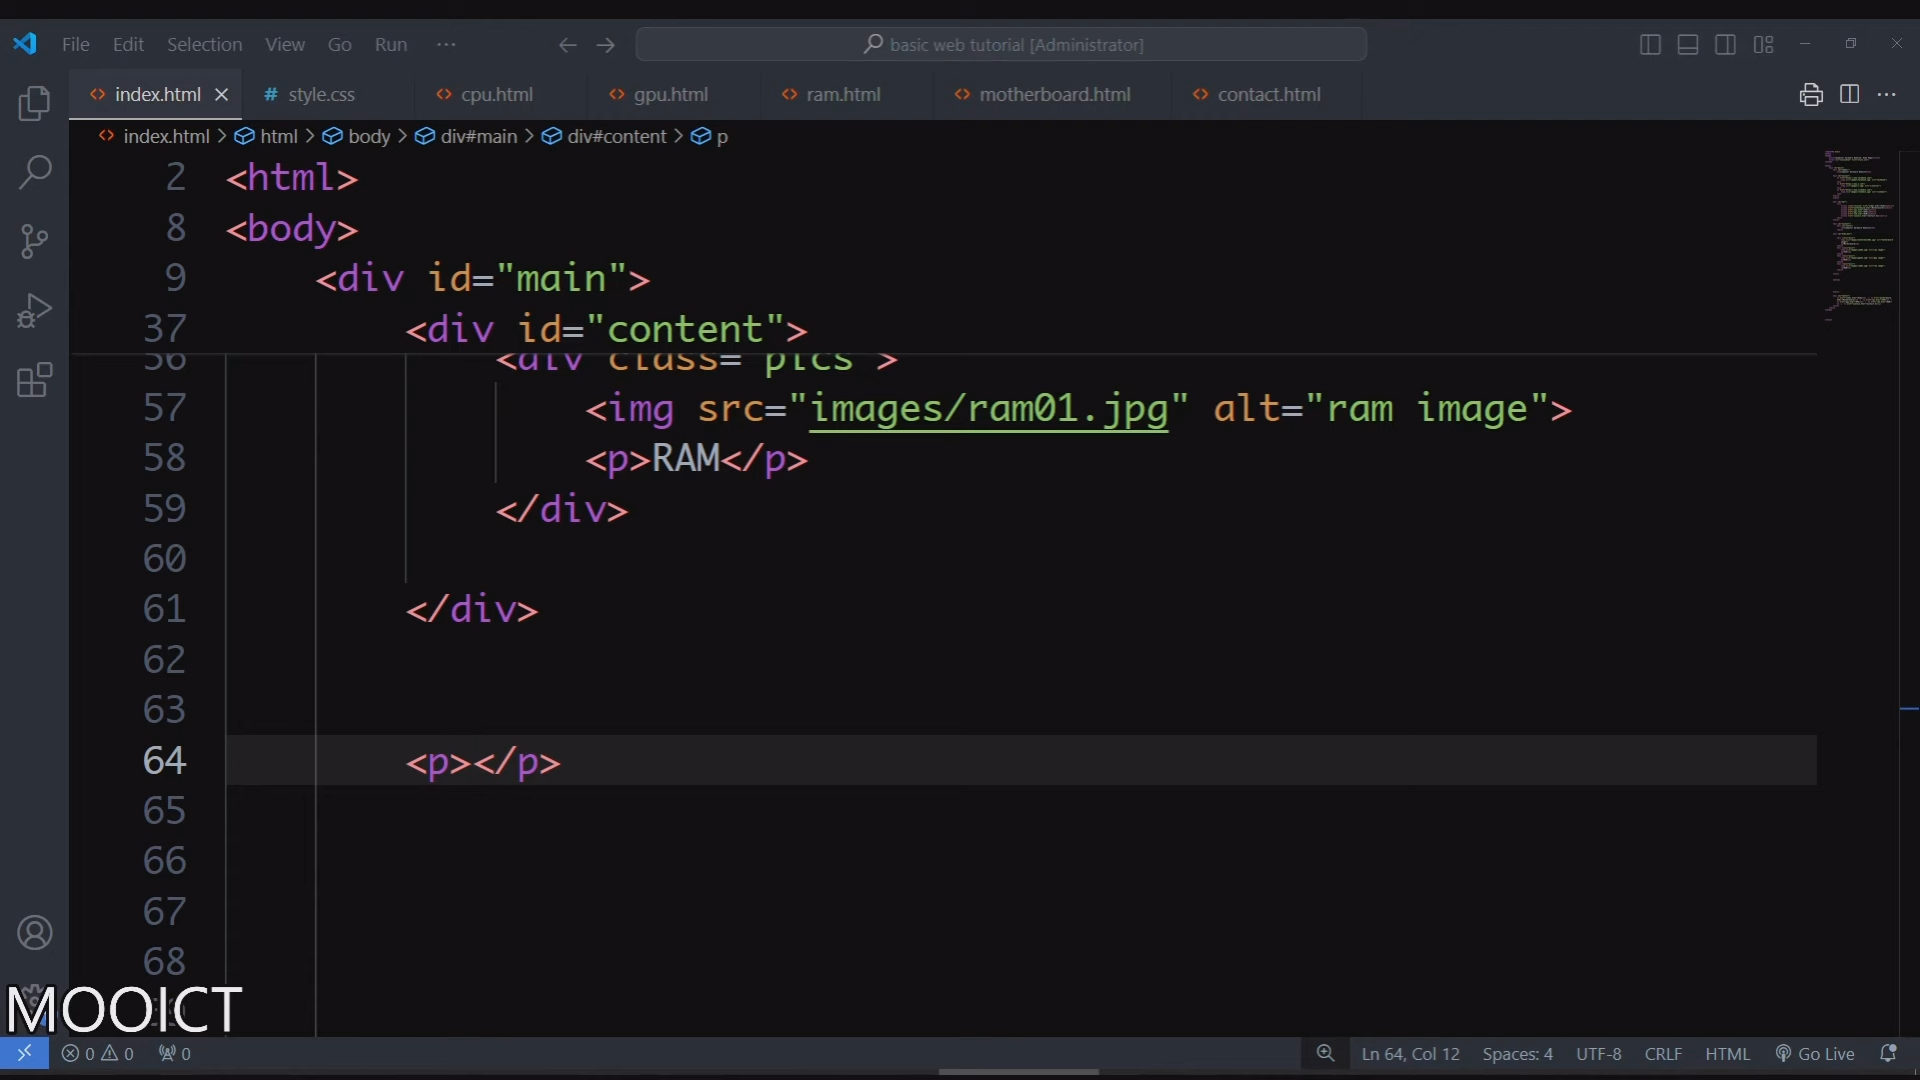 File Edit Selection View Go Run ··· basic web tutorial [Administrator]
index.html # style.css cpu.html gpu.html ram.html motherboard.html contact.html
index.html > html > body > div#main > div#content > p
2 <html>
8 <body>
9 <div id="main">
37 <div id="content">
56 <div class="pics">
57 <img src="images/ram01.jpg" alt="ram image">
58 <p>RAM</p>
59 </div>
60
61 </div>
62
63
64 <p></p>
65
66
67
68
MOOICT
0 0 0 Ln 64, Col 12 Spaces: 4 UTF-8 CRLF HTML Go Live